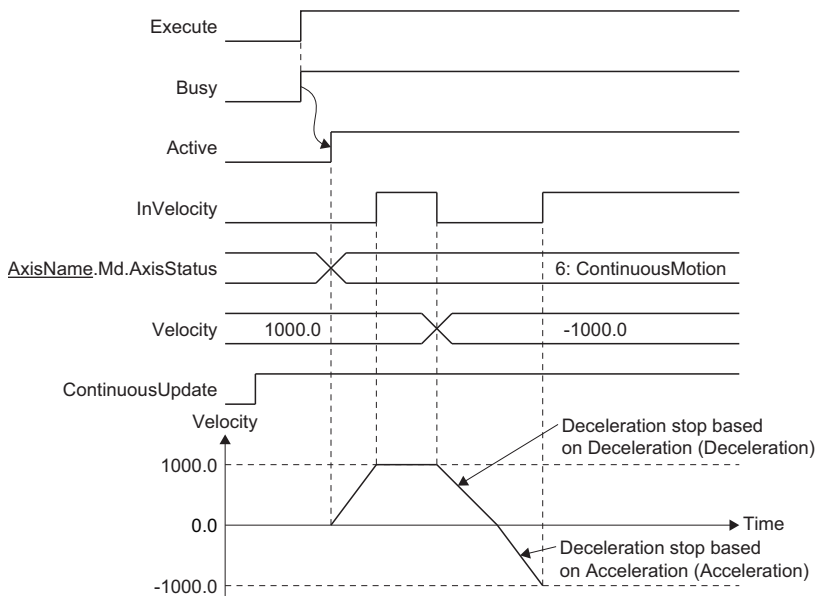 Execute
Busy
Active
InVelocity
AxisName.Md.AxisStatus
6: ContinuousMotion
Velocity
1000.0
-1000.0
ContinuousUpdate
Velocity
Deceleration stop based
on Deceleration (Deceleration)
1000.0
0.0
Time
Deceleration stop based
on Acceleration (Acceleration)
-1000.0